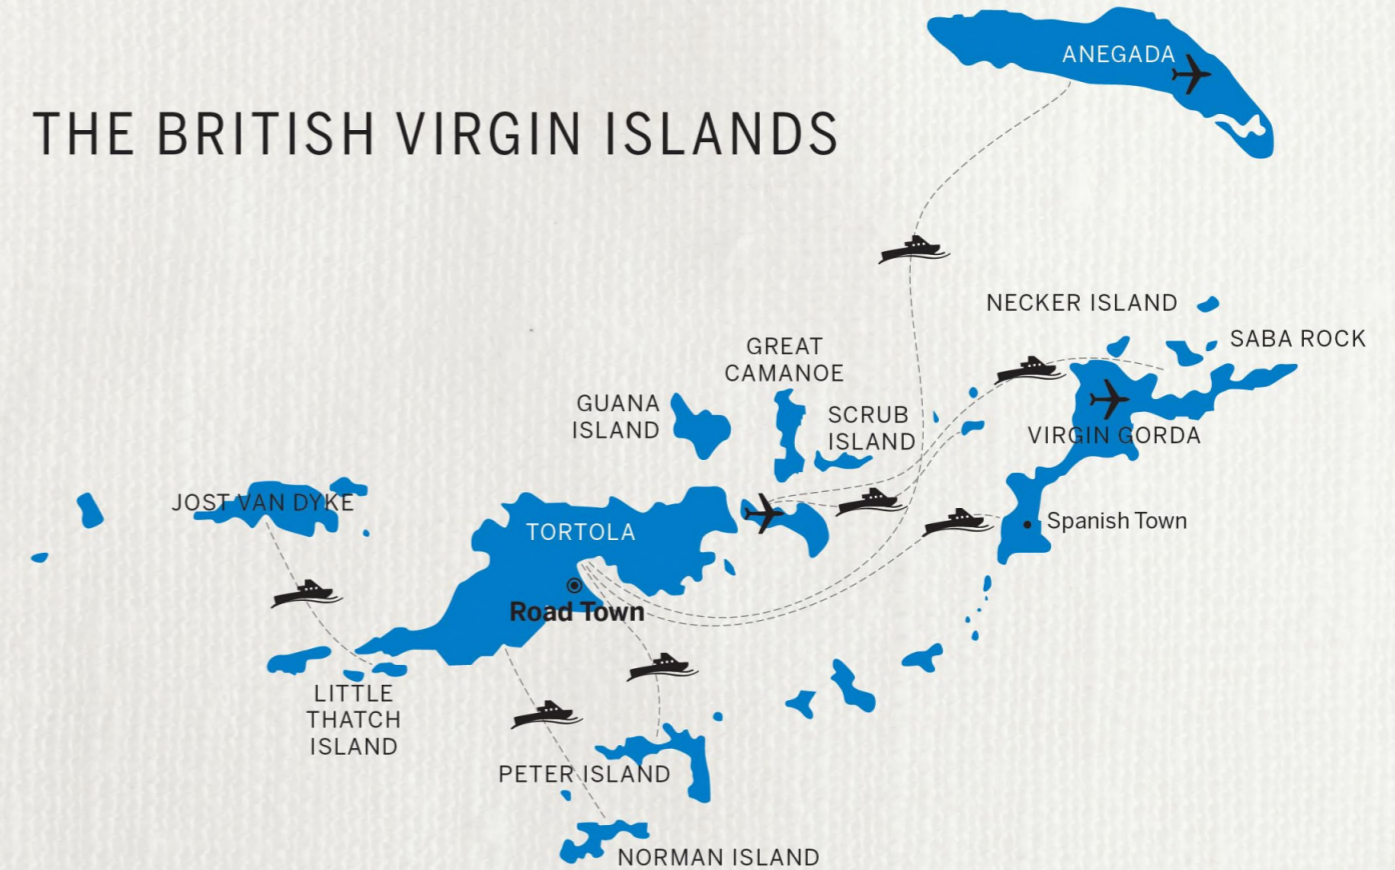 ANEGADA
THE BRITISH VIRGIN ISLANDS
NECKER ISLAND
SABA ROCK
GREAT
CAMANOE
GUANA
ISLAND
SCRUB
ISLAND
VIRGIN GORDA
JOST VAN DYKE
TORTOLA
Spanish Town
Road Town
LITTLE
THATCH
ISLAND
PETER ISLAND
NORMAN ISLAND